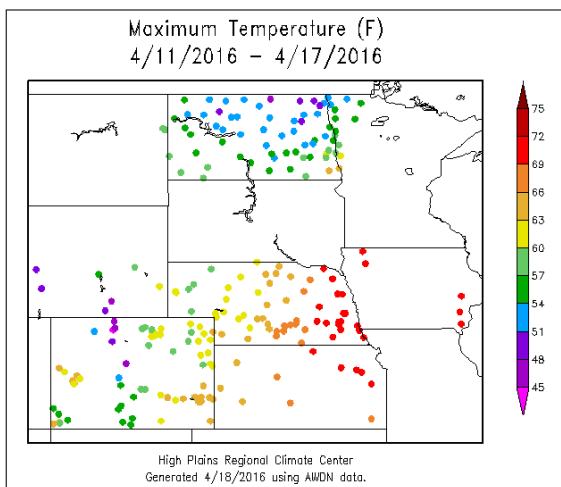 Maximum Temperature (F)
4/11/2016 - 4/17/2016
75
72
69
66
63
60
57
54
51
48
45
High Plains Regional Climate Center
Generated 4/18/2016 using AWDN data.